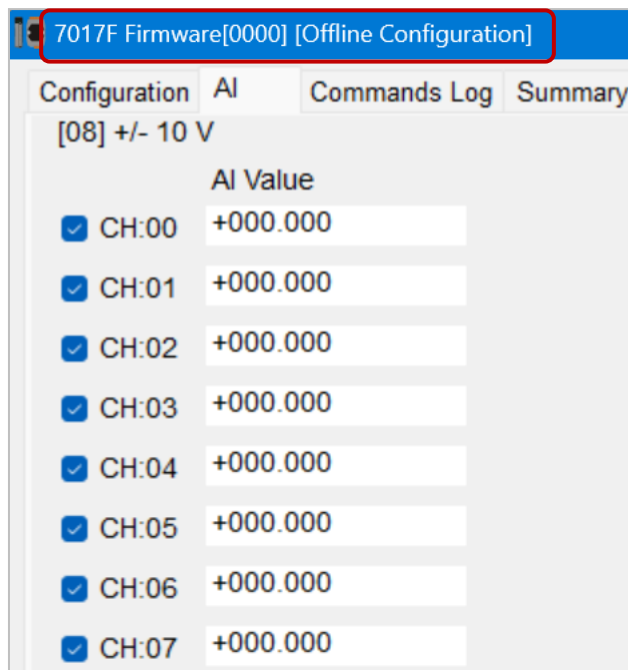 7017F Firmware[0000] [Offline Configuration]
Configuration AI Commands Log Summary
[08] +/- 10 V
AI Value
CH:00 +000.000
CH:01 +000.000
CH:02 +000.000
CH:03 +000.000
CH:04 +000.000
CH:05 +000.000
CH:06 +000.000
CH:07 +000.000